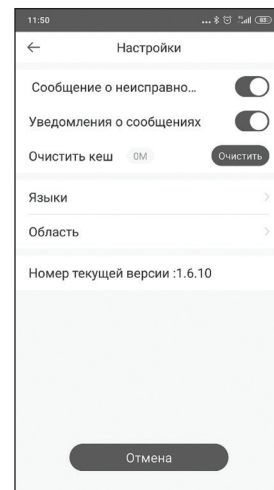 11:50
Настройки
Сообщение о неисправно...
Уведомления о сообщениях
Очистить кеш 0M Очистить
Языки
Область
Номер текущей версии :1.6.10
Отмена